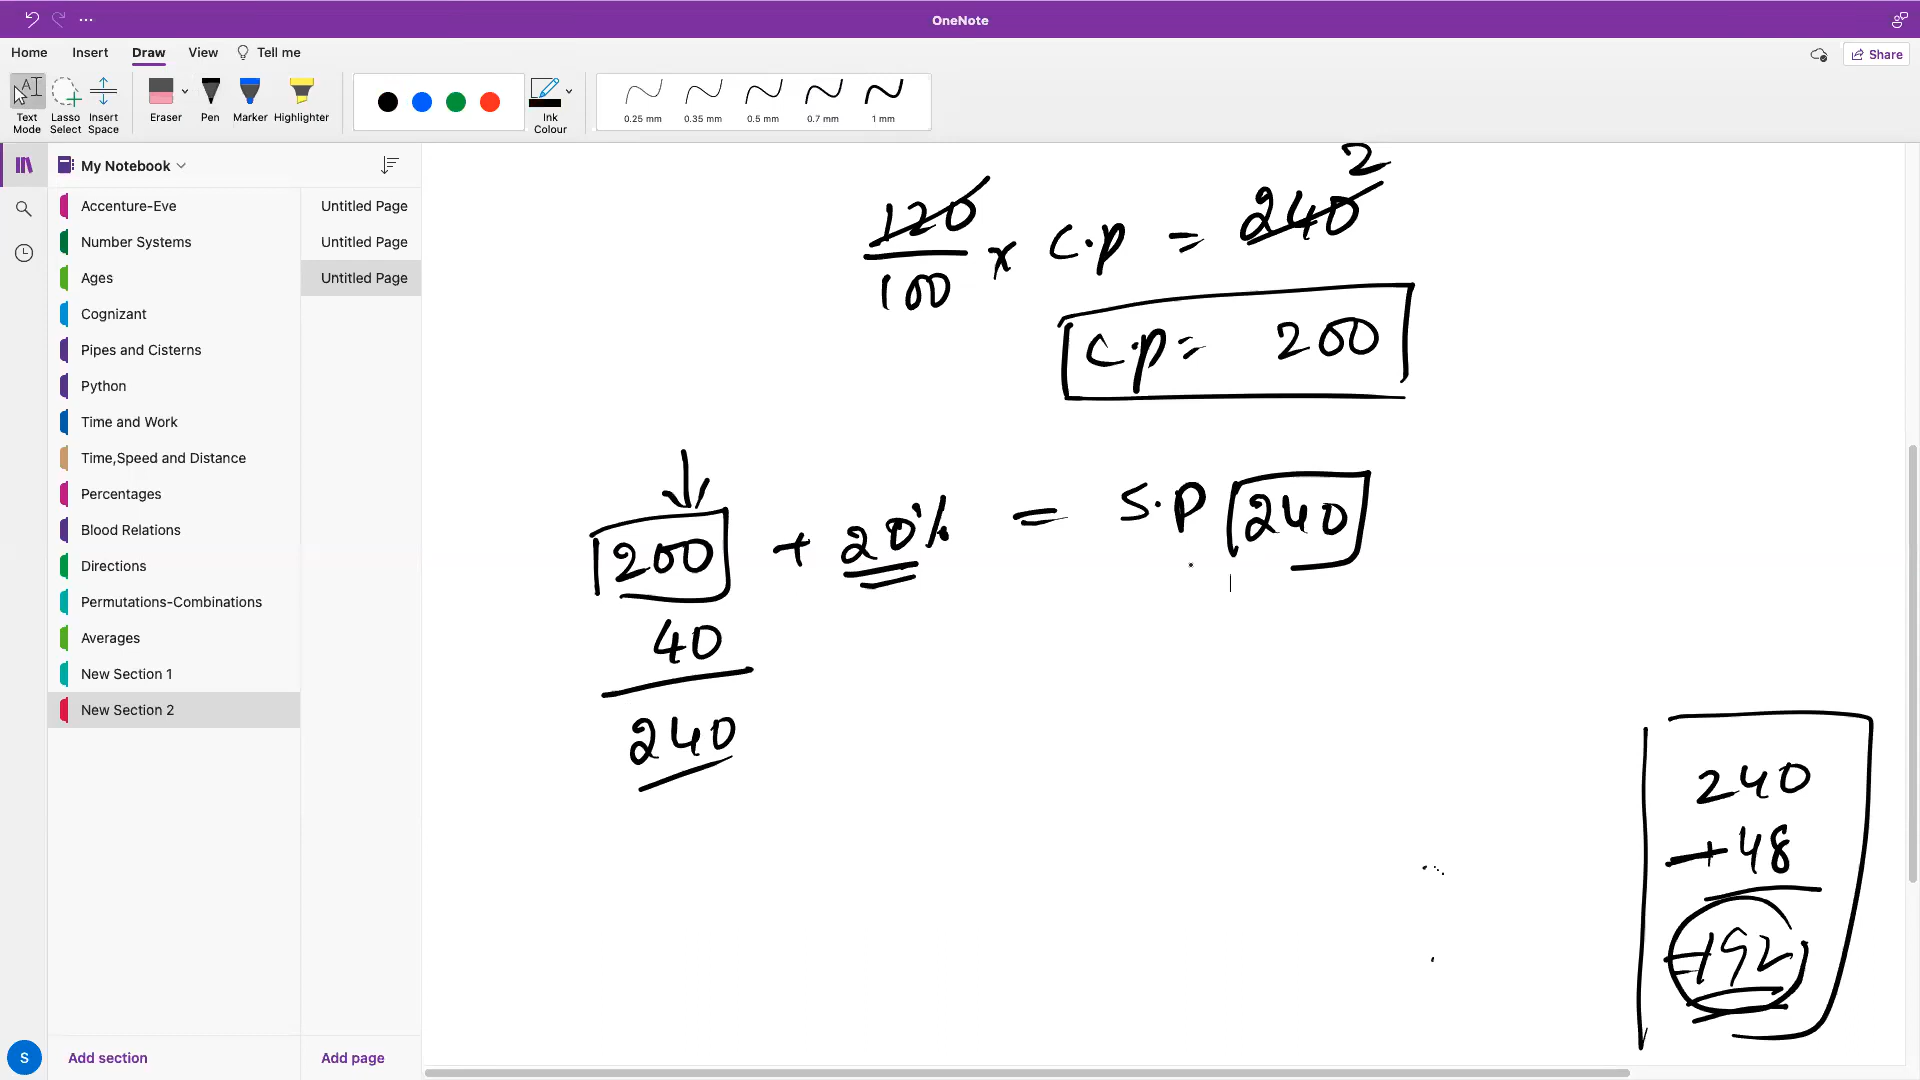 OneNote
Home Insert Draw View Tell me
Share
Text Mode
Lasso Select
Insert Space
Eraser
Pen
Marker
Highlighter
Ink Colour
0.25 mm
0.35 mm
0.5 mm
0.7 mm
1 mm
My Notebook
Accenture-Eve
Number Systems
Ages
Cognizant
Pipes and Cisterns
Python
Time and Work
Time,Speed and Distance
Percentages
Blood Relations
Directions
Permutations-Combinations
Averages
New Section 1
New Section 2
Untitled Page
Untitled Page
Untitled Page
S
Add section
Add page
2
120/100 x C.P = 240
C.P = 200
200 + 20% = S.P 240
40
240
240
+ 48
192